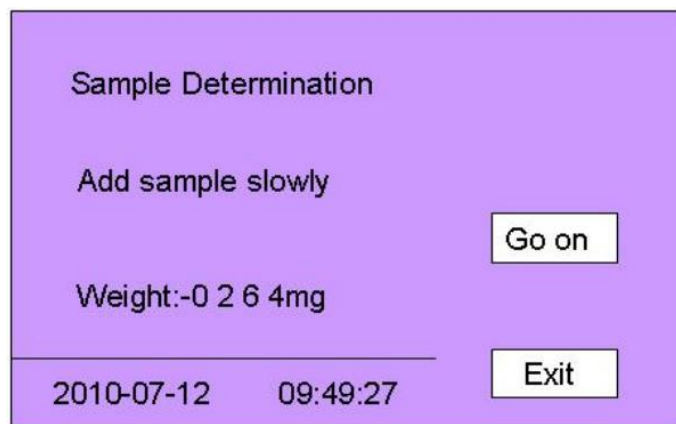 Sample Determination
Add sample slowly
Go on
Weight:-0 2 6 4mg
Exit
2010-07-12 09:49:27